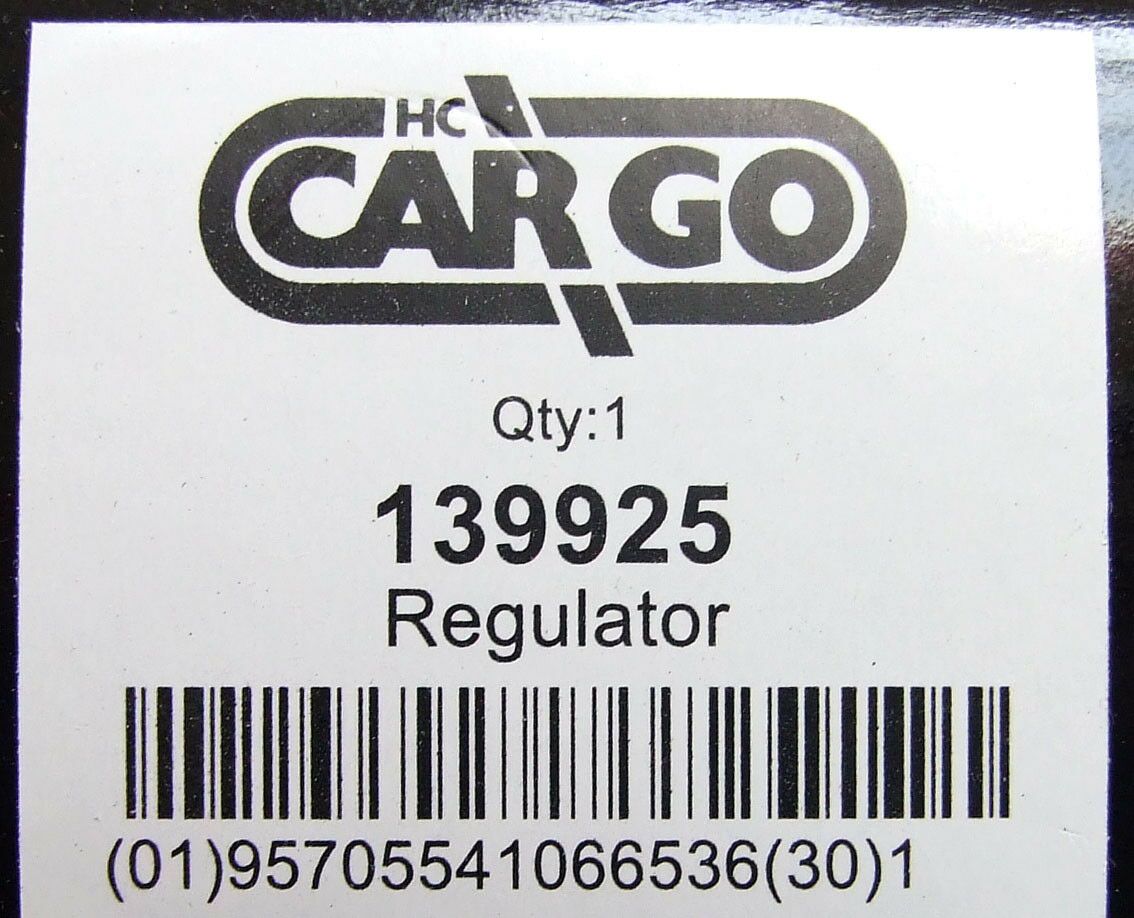 HC
CARGO
Qty:1
139925
Regulator
(01)95705541066536(30)1